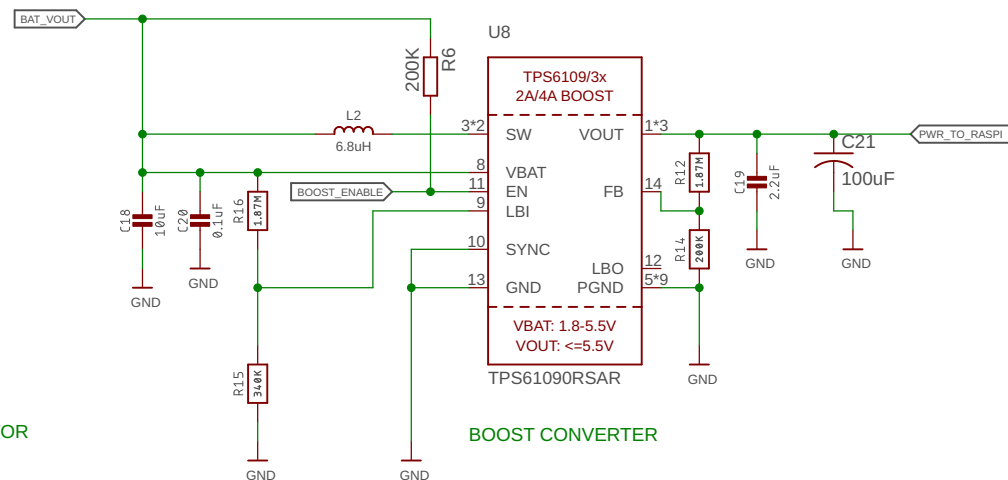 BAT_VOUT
U8
200K
R6
TPS6109/3x
2A/4A BOOST
L2
6.8uH
3*2
SW
VOUT
1*3
PWR_TO_RASPI
C21
100uF
8
VBAT
R12
1.87M
C19
2.2uF
BOOST_ENABLE
11
EN
FB
14
9
LBI
C18
10uF
C20
0.1uF
R16
1.87M
10
SYNC
R14
200K
LBO
12
13
GND
PGND
5*9
GND
GND
GND
GND
VBAT: 1.8-5.5V
VOUT: <=5.5V
TPS61090RSAR
GND
R15
340K
OR
BOOST CONVERTER
GND
GND